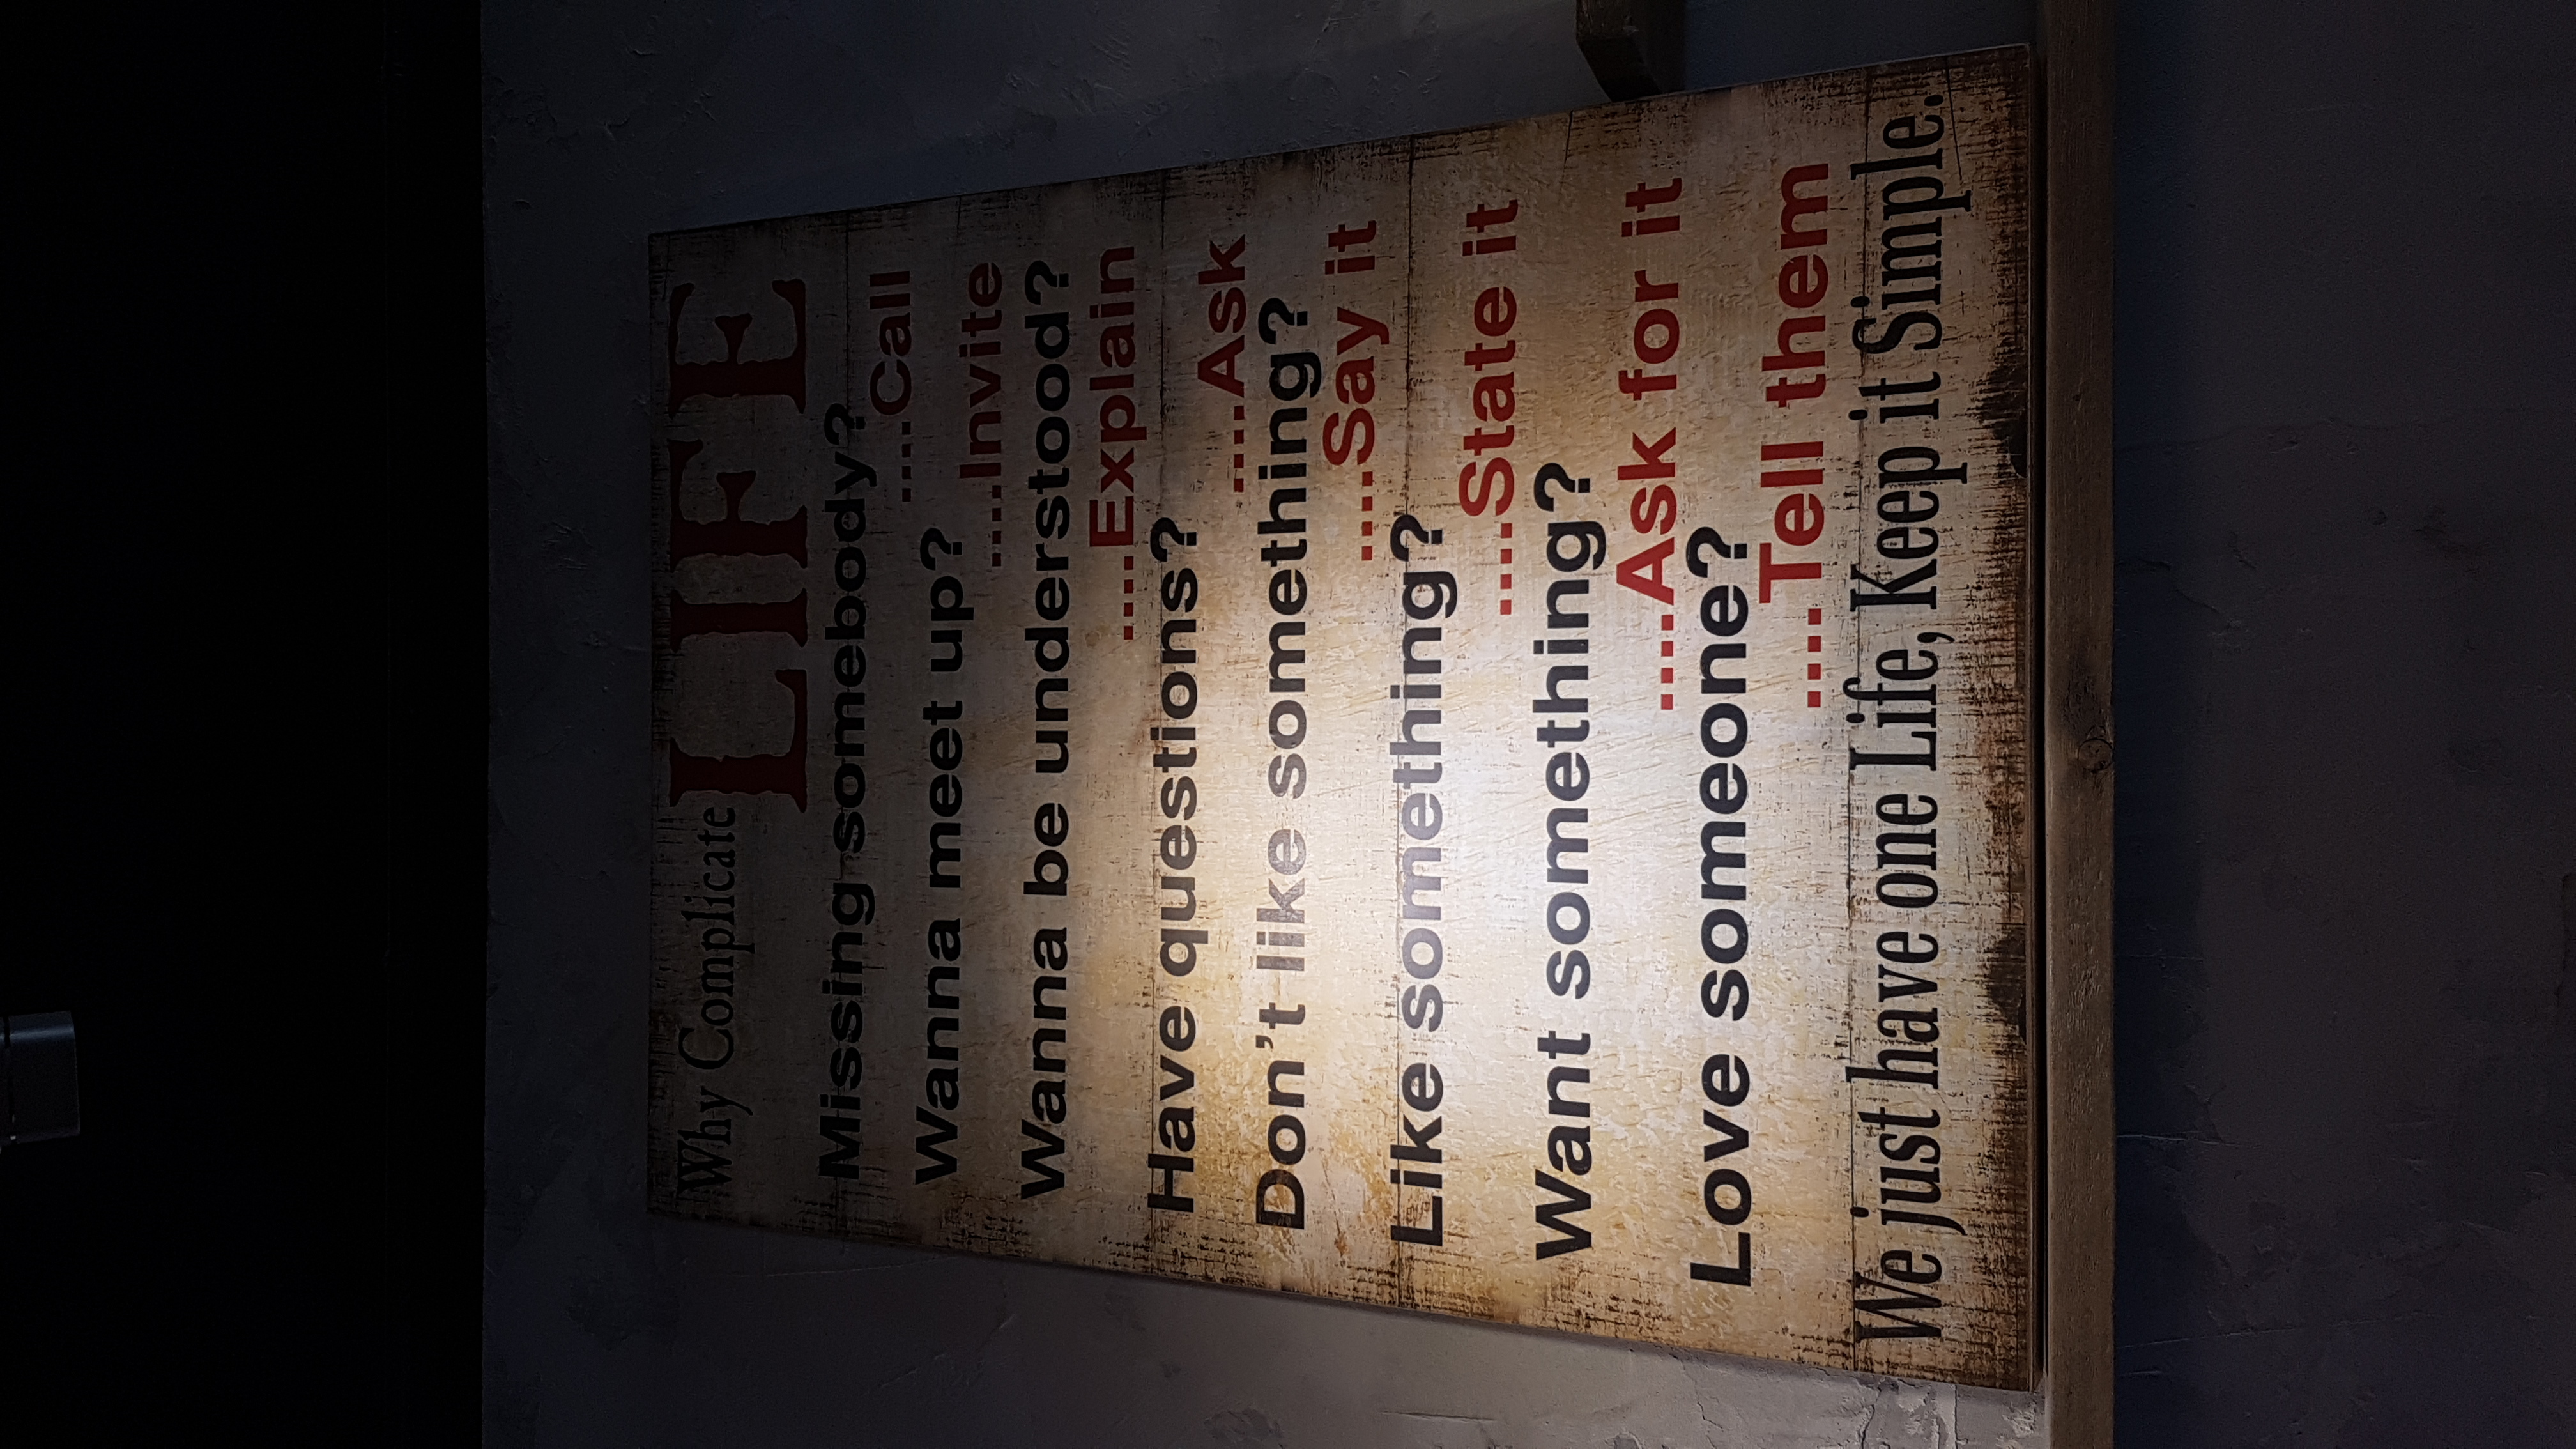 Why Complicate LIFE
Missing somebody?
....Call
Wanna meet up?
....Invite
Wanna be understood?
....Explain
Have questions?
....Ask
Don’t like something?
....Say it
Like something?
....State it
Want something?
....Ask for it
Love someone?
....Tell them
We just have one Life, Keep it Simple.